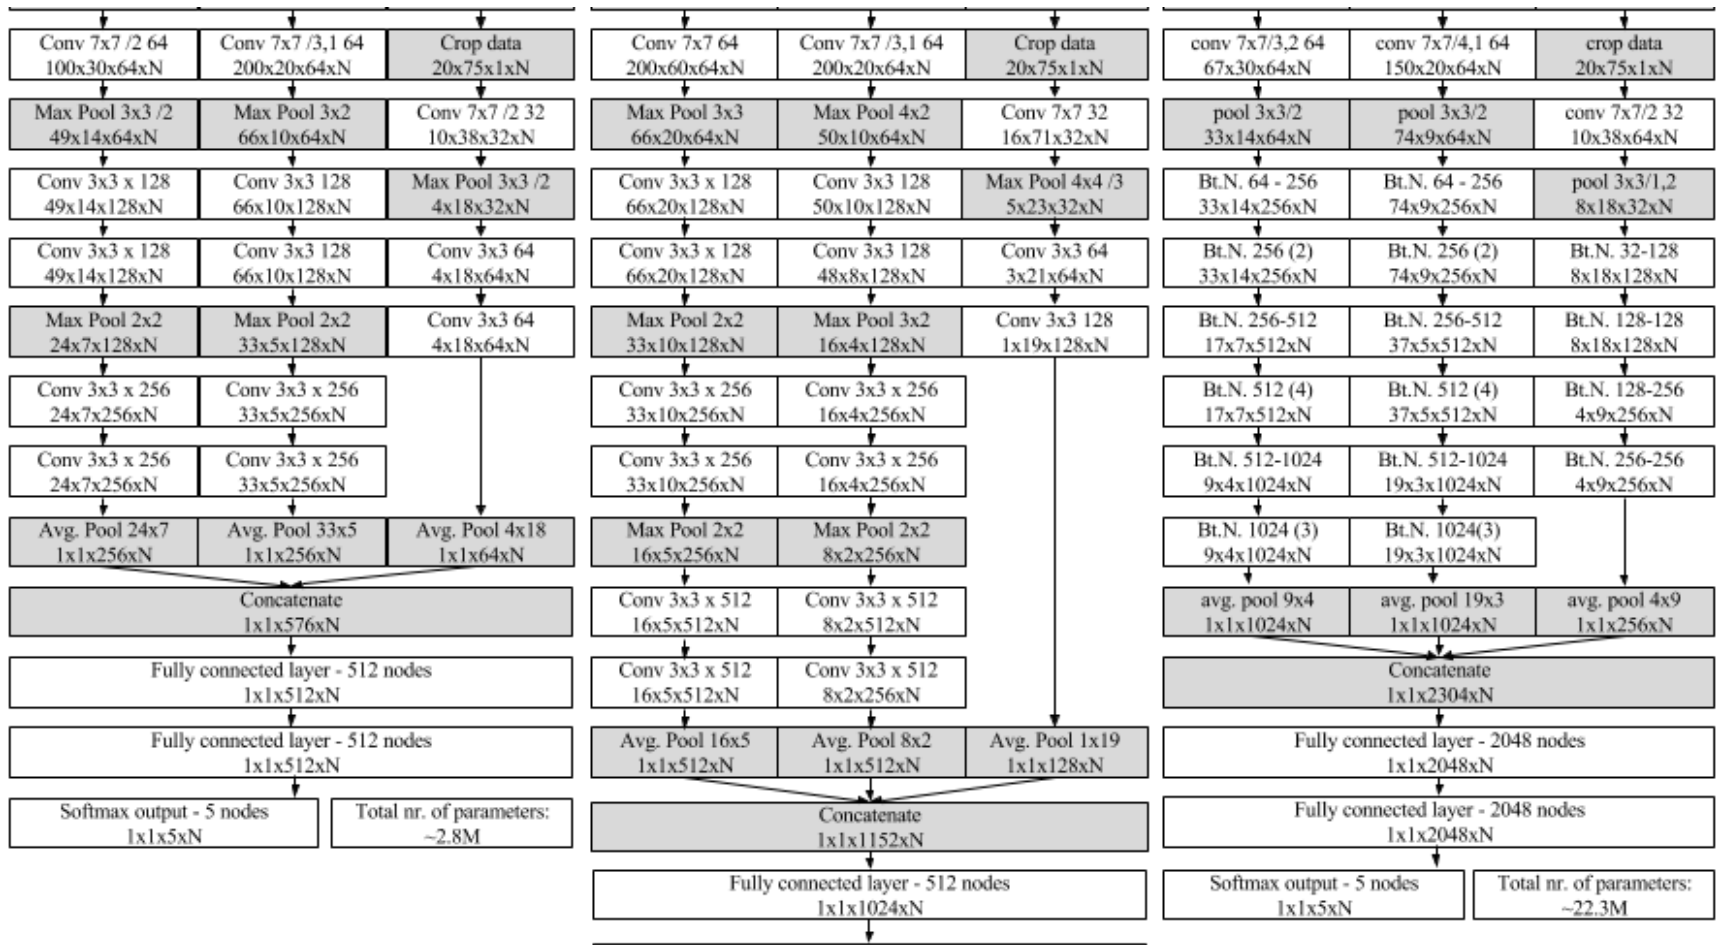 Conv 7x7 /2 64
100x30x64xN
Conv 7x7 /3,1 64
200x20x64xN
Crop data
20x75x1xN
Max Pool 3x3 /2
49x14x64xN
Max Pool 3x2
66x10x64xN
Conv 7x7 /2 32
10x38x32xN
Conv 3x3 x 128
49x14x128xN
Conv 3x3 128
66x10x128xN
Max Pool 3x3 /2
4x18x32xN
Conv 3x3 x 128
49x14x128xN
Conv 3x3 128
66x10x128xN
Conv 3x3 64
4x18x64xN
Max Pool 2x2
24x7x128xN
Max Pool 2x2
33x5x128xN
Conv 3x3 64
4x18x64xN
Conv 3x3 x 256
24x7x256xN
Conv 3x3 x 256
33x5x256xN
Conv 3x3 x 256
24x7x256xN
Conv 3x3 x 256
33x5x256xN
Avg. Pool 24x7
1x1x256xN
Avg. Pool 33x5
1x1x256xN
Avg. Pool 4x18
1x1x64xN
Concatenate
1x1x576xN
Fully connected layer - 512 nodes
1x1x512xN
Fully connected layer - 512 nodes
1x1x512xN
Softmax output - 5 nodes
1x1x5xN
Total nr. of parameters:
~2.8M
Conv 7x7 64
200x60x64xN
Conv 7x7 /3,1 64
200x20x64xN
Crop data
20x75x1xN
Max Pool 3x3
66x20x64xN
Max Pool 4x2
50x10x64xN
Conv 7x7 32
16x71x32xN
Conv 3x3 x 128
66x20x128xN
Conv 3x3 128
50x10x128xN
Max Pool 4x4 /3
5x23x32xN
Conv 3x3 x 128
66x20x128xN
Conv 3x3 128
48x8x128xN
Conv 3x3 64
3x21x64xN
Max Pool 2x2
33x10x128xN
Max Pool 3x2
16x4x128xN
Conv 3x3 128
1x19x128xN
Conv 3x3 x 256
33x10x256xN
Conv 3x3 x 256
16x4x256xN
Conv 3x3 x 256
33x10x256xN
Conv 3x3 x 256
16x4x256xN
Max Pool 2x2
16x5x256xN
Max Pool 2x2
8x2x256xN
Conv 3x3 x 512
16x5x512xN
Conv 3x3 x 512
8x2x512xN
Conv 3x3 x 512
16x5x512xN
Conv 3x3 x 512
8x2x256xN
Avg. Pool 16x5
1x1x512xN
Avg. Pool 8x2
1x1x512xN
Avg. Pool 1x19
1x1x128xN
Concatenate
1x1x1152xN
Fully connected layer - 512 nodes
1x1x1024xN
conv 7x7/3,2 64
67x30x64xN
conv 7x7/4,1 64
150x20x64xN
crop data
20x75x1xN
pool 3x3/2
33x14x64xN
pool 3x3/2
74x9x64xN
conv 7x7/2 32
10x38x64xN
Bt.N. 64 - 256
33x14x256xN
Bt.N. 64 - 256
74x9x256xN
pool 3x3/1,2
8x18x32xN
Bt.N. 256 (2)
33x14x256xN
Bt.N. 256 (2)
74x9x256xN
Bt.N. 32-128
8x18x128xN
Bt.N. 256-512
17x7x512xN
Bt.N. 256-512
37x5x512xN
Bt.N. 128-128
8x18x128xN
Bt.N. 512 (4)
17x7x512xN
Bt.N. 512 (4)
37x5x512xN
Bt.N. 128-256
4x9x256xN
Bt.N. 512-1024
9x4x1024xN
Bt.N. 512-1024
19x3x1024xN
Bt.N. 256-256
4x9x256xN
Bt.N. 1024 (3)
9x4x1024xN
Bt.N. 1024(3)
19x3x1024xN
avg. pool 9x4
1x1x1024xN
avg. pool 19x3
1x1x1024xN
avg. pool 4x9
1x1x256xN
Concatenate
1x1x2304xN
Fully connected layer - 2048 nodes
1x1x2048xN
Fully connected layer - 2048 nodes
1x1x2048xN
Softmax output - 5 nodes
1x1x5xN
Total nr. of parameters:
~22.3M